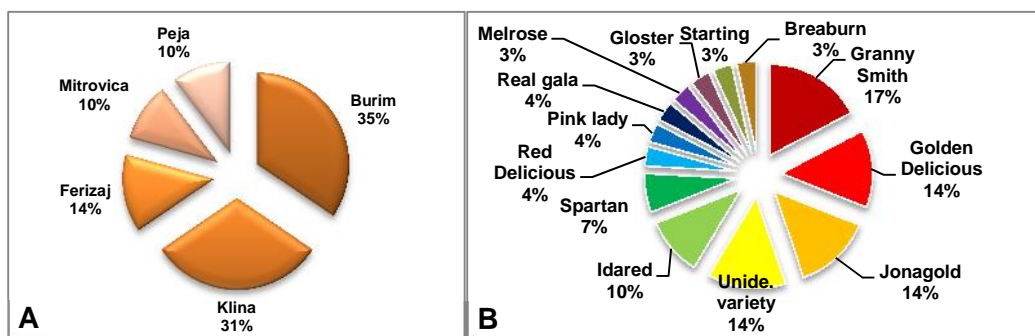 Peja
10%
Mitrovica
10%
Ferizaj
14%
Klina
31%
Burim
35%
A
Melrose
3%
Gloster
3%
Starting
3%
Breaburn
3%
Granny
Smith
17%
Real gala
4%
Pink lady
4%
Red
Delicious
4%
Spartan
7%
Idared
10%
Unide.
variety
14%
Jonagold
14%
Golden
Delicious
14%
B